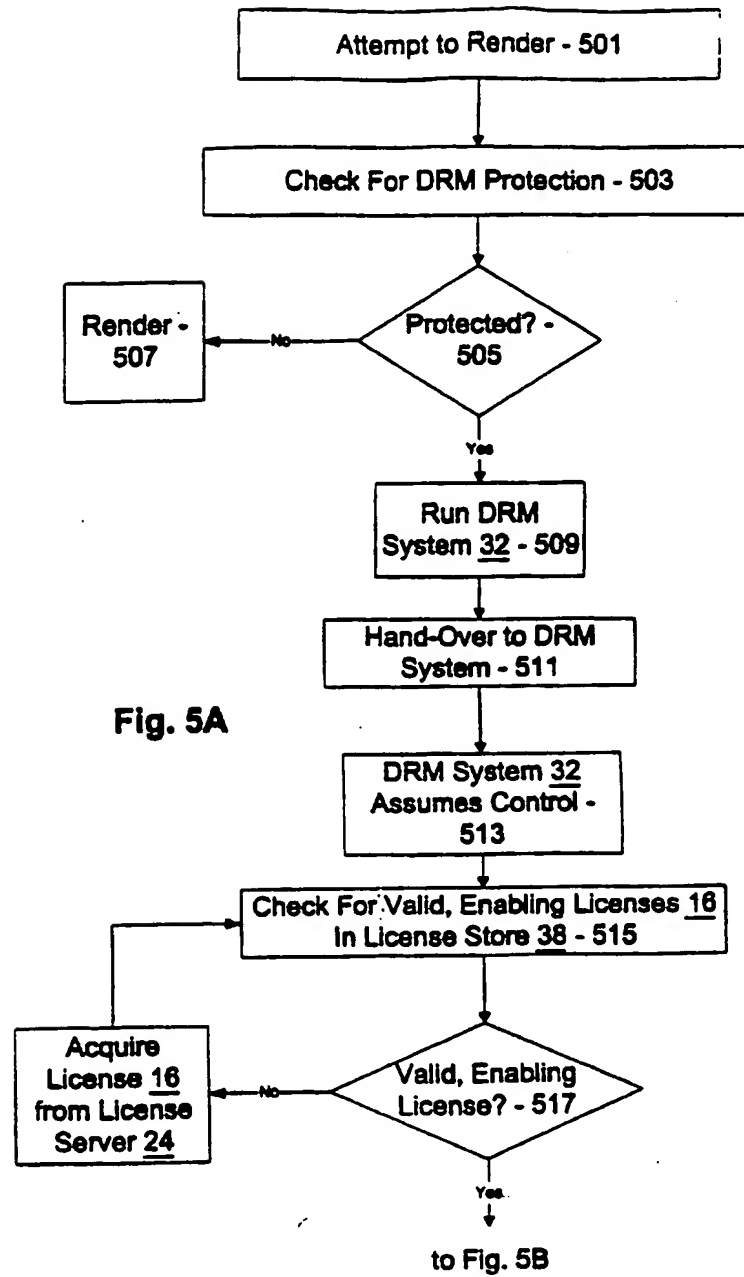 Attempt to Render - 501
Check For DRM Protection - 503
Render -
507
No
Protected? -
505
Yes
Run DRM
System 32 - 509
Hand-Over to DRM
System - 511
Fig. 5A
DRM System 32
Assumes Control -
513
Check For Valid, Enabling Licenses 16
In License Store 38 - 515
Acquire
License 16
from License
Server 24
No
Valid, Enabling
License? - 517
Yes
to Fig. 5B